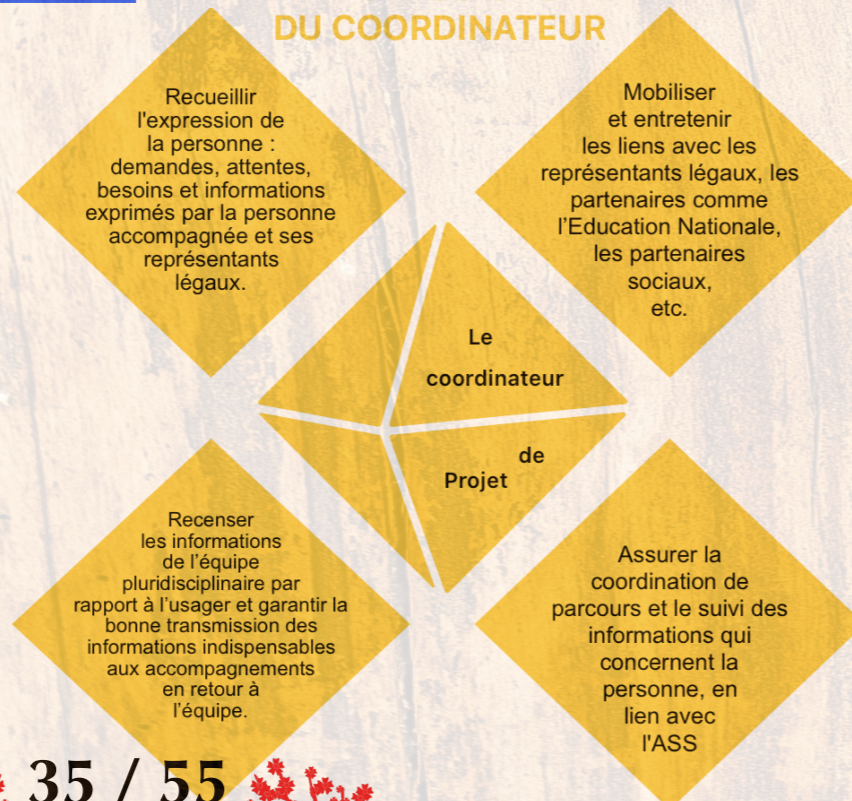 DU COORDINATEUR
Recueillir
l'expression de
la personne :
demandes, attentes,
besoins et informations
exprimés par la personne
accompagnée et ses
représentants
légaux.
Mobiliser
et entretenir
les liens avec les
représentants légaux, les
partenaires comme
l’Education Nationale,
les partenaires
sociaux,
etc.
Le
coordinateur
de
Projet
Recenser
les informations
de l’équipe
pluridisciplinaire par
rapport à l’usager et garantir la
bonne transmission des
informations indispensables
aux accompagnements
en retour à
l’équipe.
Assurer la
coordination de
parcours et le suivi des
informations qui
concernent la
personne, en
lien avec
l'ASS
35 / 55